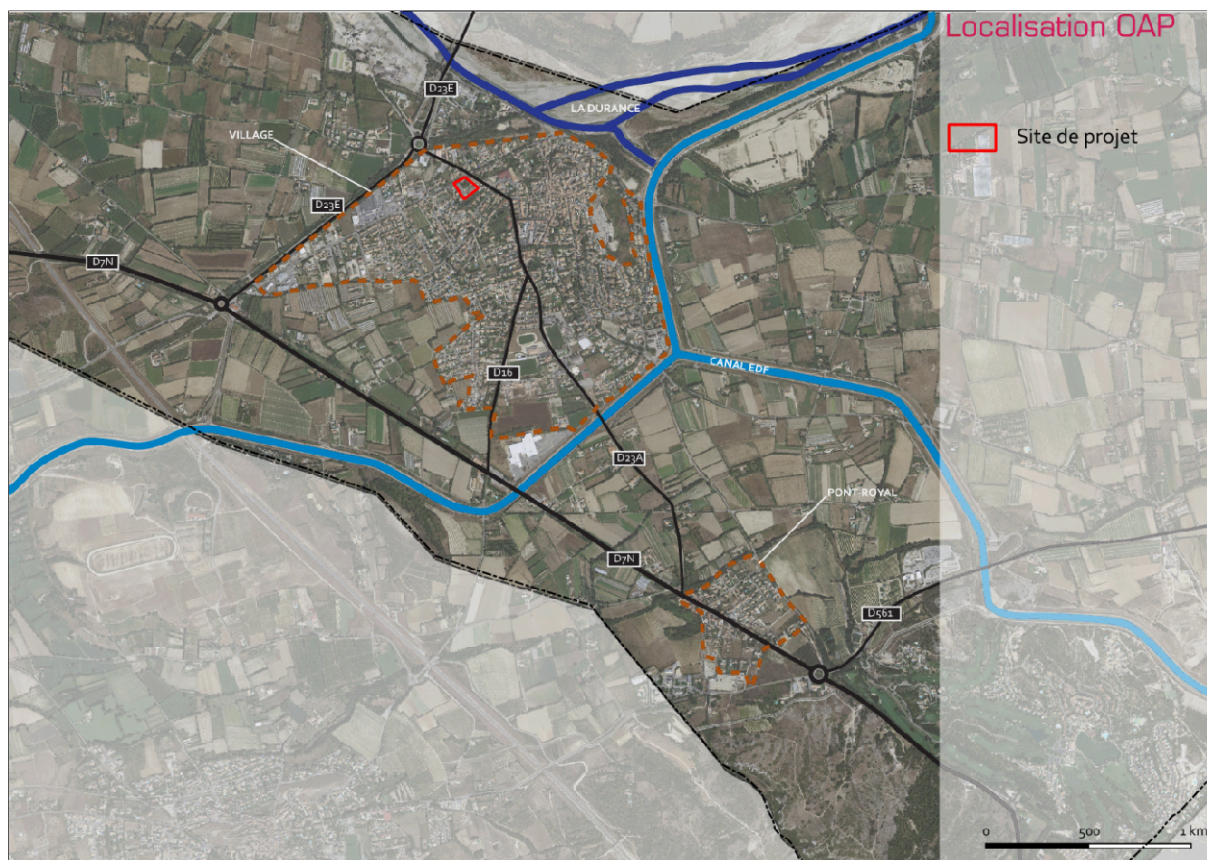 Localisation OAP
D23E
LA DURANCE
VILLAGE
Site de projet
D23E
D7N
CANAL EDF
D16
D23A
PONT-ROYAL
D7N
D561
0 500 1 km